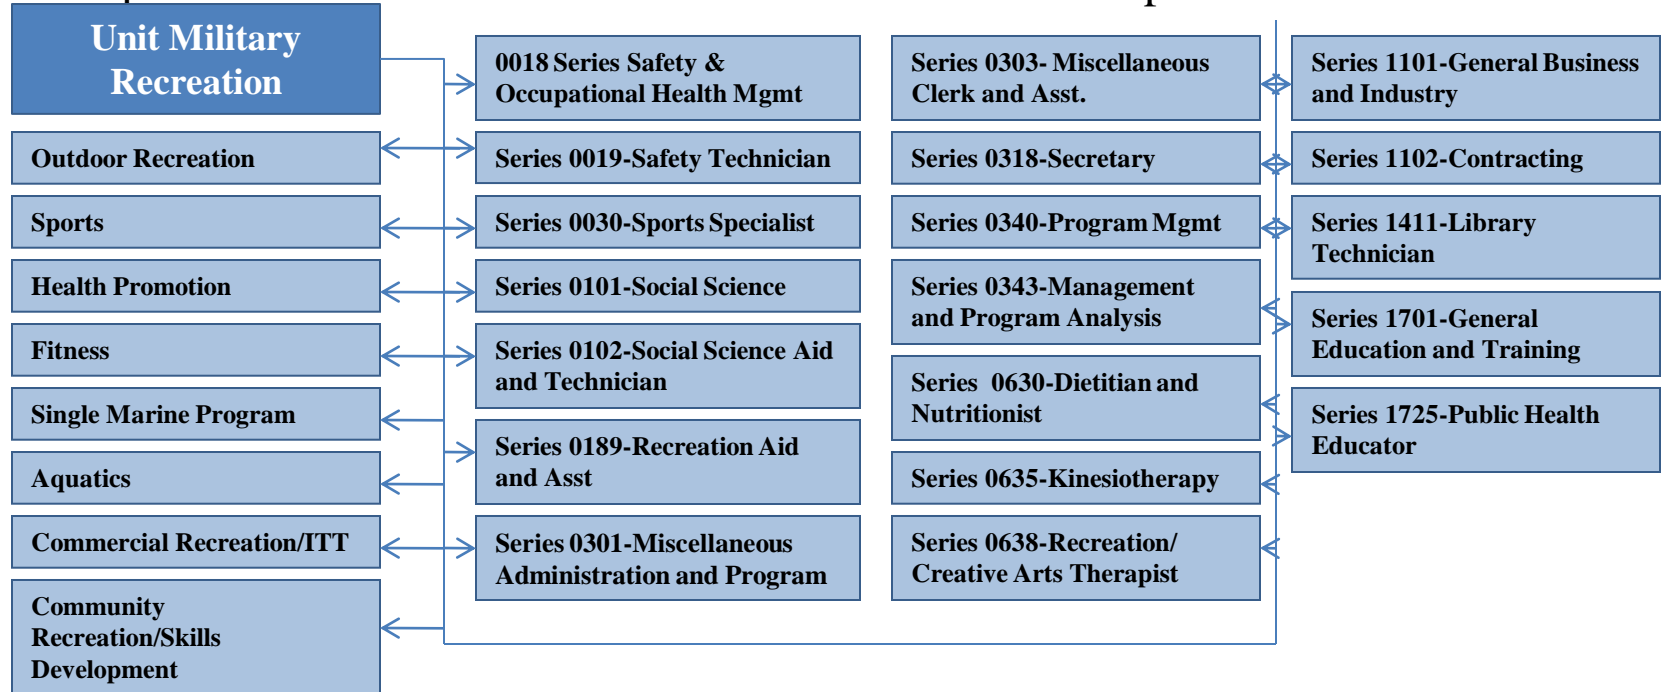 Unit Military
Recreation
Outdoor Recreation
Sports
Health Promotion
Fitness
Single Marine Program
Aquatics
Commercial Recreation/ITT
Community
Recreation/Skills
Development
0018 Series Safety &
Occupational Health Mgmt
Series 0019-Safety Technician
Series 0030-Sports Specialist
Series 0101-Social Science
Series 0102-Social Science Aid
and Technician
Series 0189-Recreation Aid
and Asst
Series 0301-Miscellaneous
Administration and Program
Series 0303- Miscellaneous
Clerk and Asst.
Series 0318-Secretary
Series 0340-Program Mgmt
Series 0343-Management
and Program Analysis
Series 0630-Dietitian and
Nutritionist
Series 0635-Kinesiotherapy
Series 0638-Recreation/
Creative Arts Therapist
Series 1101-General Business
and Industry
Series 1102-Contracting
Series 1411-Library
Technician
Series 1701-General
Education and Training
Series 1725-Public Health
Educator